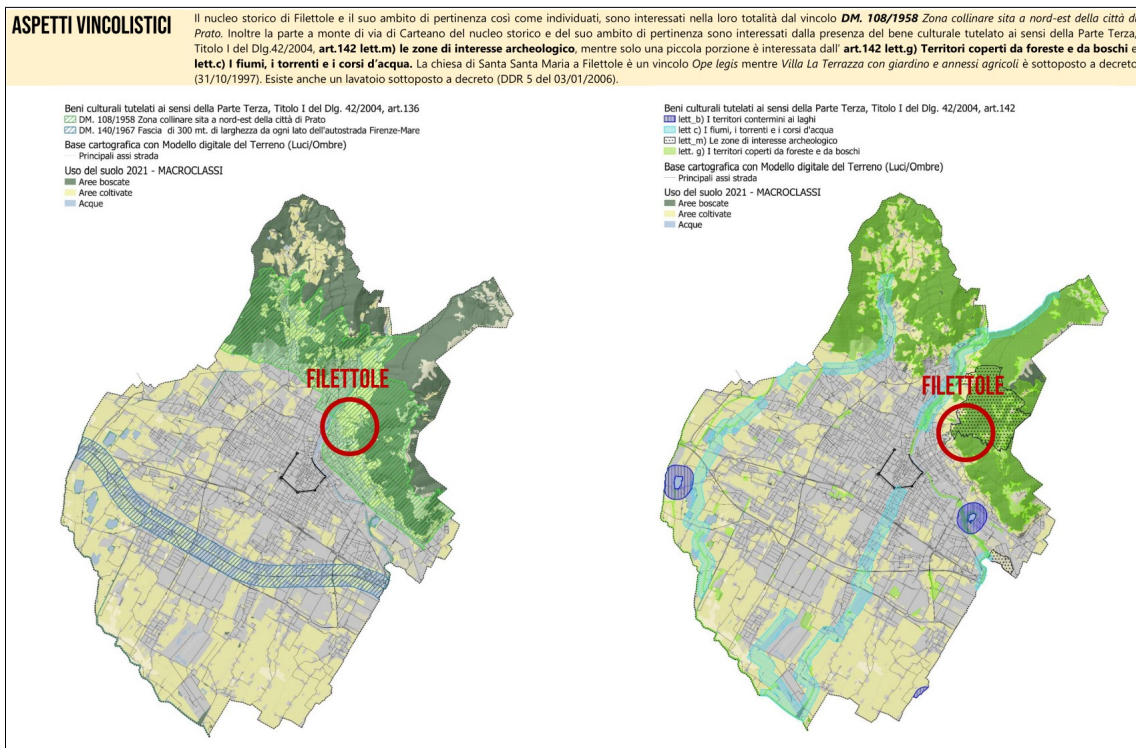 ASPETTI VINCOLISTICI
Il nucleo storico di Filettole e il suo ambito di pertinenza così come individuati, sono interessati nella loro totalità dal vincolo DM. 108/1958 Zona collinare sita a nord-est della città di
Prato. Inoltre la parte a monte di via di Carteano del nucleo storico e del suo ambito di pertinenza sono interessati dalla presenza del bene culturale tutelato ai sensi della Parte Terza,
Titolo I del Dlg.42/2004, art.142 lett.m) le zone di interesse archeologico, mentre solo una piccola porzione è interessata dall' art.142 lett.g) Territori coperti da foreste e da boschi e
lett.c) I fiumi, i torrenti e i corsi d'acqua. La chiesa di Santa Santa Maria a Filettole è un vincolo Ope legis mentre Villa La Terrazza con giardino e annessi agricoli è sottoposto a decreto
(31/10/1997). Esiste anche un lavatoio sottoposto a decreto (DDR 5 del 03/01/2006).
Beni culturali tutelati ai sensi della Parte Terza, Titolo I del Dlg. 42/2004, art.136
DM. 108/1958 Zona collinare sita a nord-est della città di Prato
DM. 140/1967 Fascia di 300 mt. di larghezza da ogni lato dell'autostrada Firenze-Mare
Base cartografica con Modello digitale del Terreno (Luci/Ombre)
Principali assi strada
Uso del suolo 2021 - MACROCLASSI
Aree boscate
Aree coltivate
Acque
FILETTOLE
Beni culturali tutelati ai sensi della Parte Terza, Titolo I del Dlg. 42/2004, art.142
lett_b) I territori contermini ai laghi
lett c) I fiumi, i torrenti e i corsi d'acqua
lett_m) Le zone di interesse archeologico
lett. g) I territori coperti da foreste e da boschi
Base cartografica con Modello digitale del Terreno (Luci/Ombre)
Principali assi strada
Uso del suolo 2021 - MACROCLASSI
Aree boscate
Aree coltivate
Acque
FILETTOLE